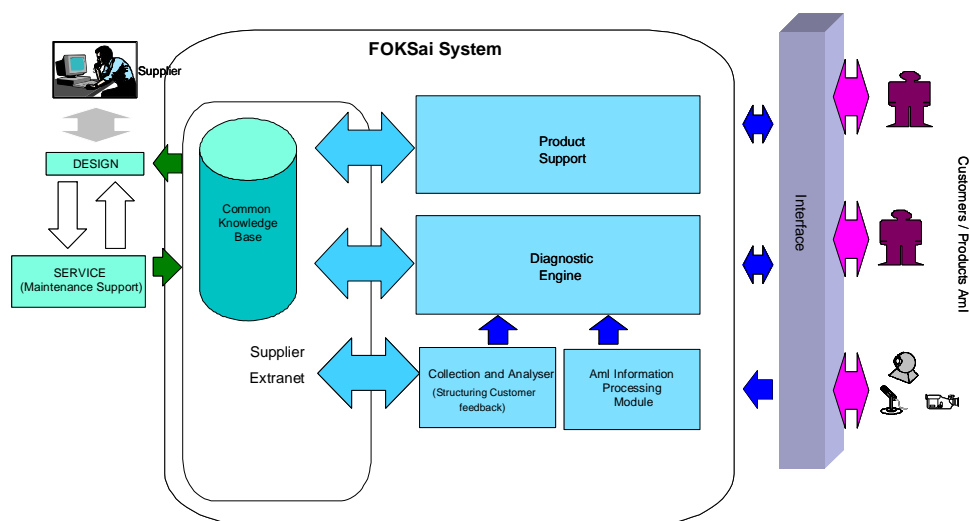 FOKSai System
Supplier
DESIGN
SERVICE
(Maintenance Support)
Common
Knowledge
Base
Supplier
Extranet
Product
Support
Diagnostic
Engine
Collection and Analyser
(Structuring Customer
feedback)
AmI Information
Processing
Module
Interface
Customers / Products AmI